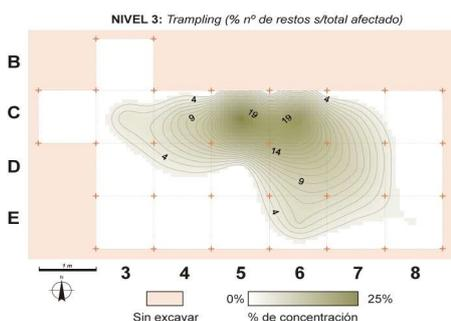 NIVEL 3: Trampling (% nº de restos s/total afectado)
B
C
D
E
4
4
9
19
19
4
14
9
4
1 m
N
3 4 5 6 7 8
0% 25%
Sin excavar
% de concentración